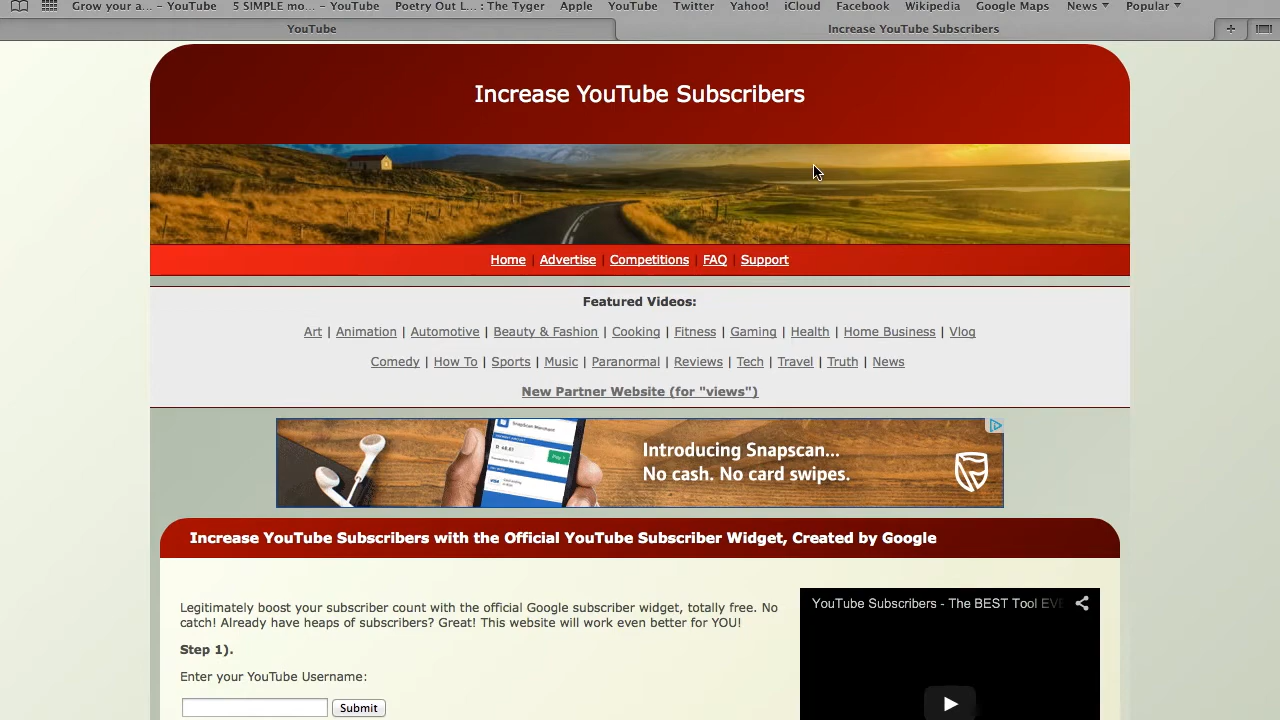 Grow your a... – YouTube 5 SIMPLE mo... – YouTube Poetry Out L... : The Tyger Apple YouTube Twitter Yahoo! iCloud Facebook Wikipedia Google Maps News Popular
YouTube Increase YouTube Subscribers +
Increase YouTube Subscribers
Home | Advertise | Competitions | FAQ | Support
Featured Videos:
Art | Animation | Automotive | Beauty & Fashion | Cooking | Fitness | Gaming | Health | Home Business | Vlog
Comedy | How To | Sports | Music | Paranormal | Reviews | Tech | Travel | Truth | News
New Partner Website (for "views")
Introducing Snapscan...
No cash. No card swipes.
Increase YouTube Subscribers with the Official YouTube Subscriber Widget, Created by Google
Legitimately boost your subscriber count with the official Google subscriber widget, totally free. No
catch! Already have heaps of subscribers? Great! This website will work even better for YOU!
YouTube Subscribers - The BEST Tool EVE
Step 1).
Enter your YouTube Username:
Submit